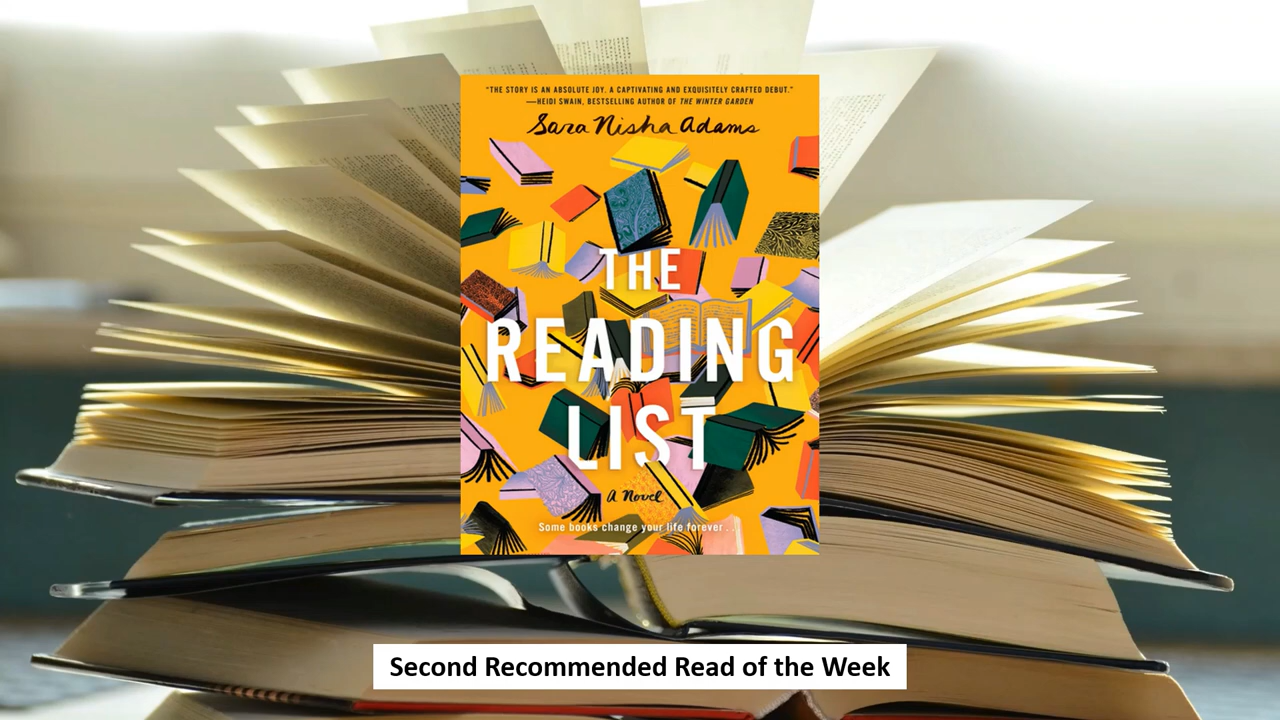 "THE STORY IS AN ABSOLUTE JOY. A CAPTIVATING AND EXQUISITELY CRAFTED DEBUT."
—HEIDI SWAIN, BESTSELLING AUTHOR OF THE WINTER GARDEN
Sara Nisha Adams
THE
READING
LIST
A Novel
Some books change your life forever . . .
Second Recommended Read of the Week